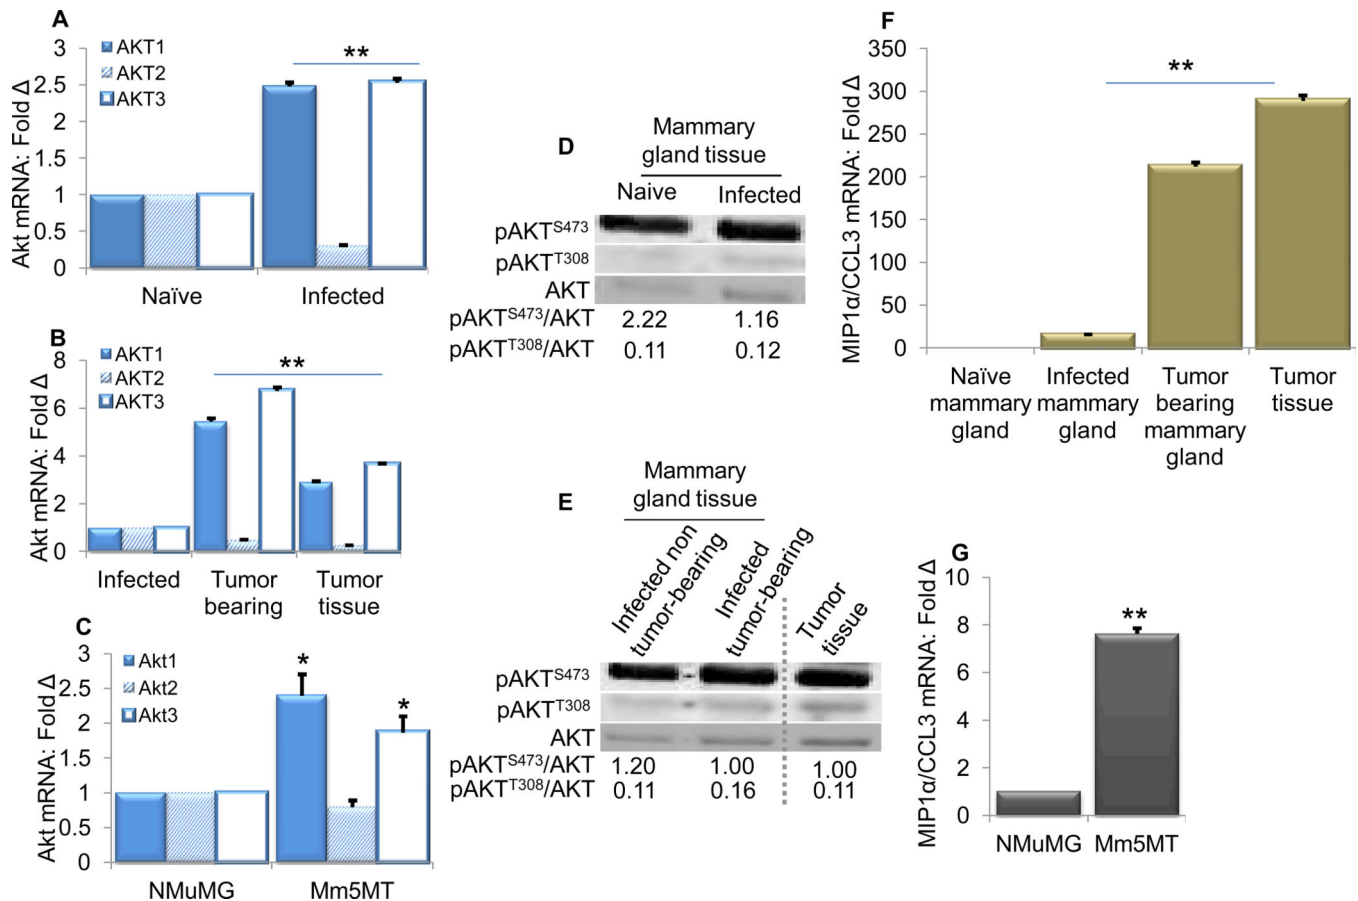 A
AKT1
AKT2
AKT3
**
Akt mRNA: Fold Δ
3
2.5
2
1.5
1
0.5
0
Naïve
Infected
B
AKT1
AKT2
AKT3
**
Akt mRNA: Fold Δ
8
6
4
2
0
Infected
Tumor bearing
Tumor tissue
C
Akt1
Akt2
Akt3
*
*
Akt mRNA: Fold Δ
3
2.5
2
1.5
1
0.5
0
NMuMG
Mm5MT
D
Mammary
gland tissue
Naive Infected
pAKTS473
pAKTT308
AKT
pAKTS473/AKT 2.22 1.16
pAKTT308/AKT 0.11 0.12
E
Mammary
gland tissue
Infected non
tumor-bearing
Infected
tumor-bearing
Tumor
tissue
pAKTS473
pAKTT308
AKT
pAKTS473/AKT 1.20 1.00 1.00
pAKTT308/AKT 0.11 0.16 0.11
F
**
MIP1α/CCL3 mRNA: Fold Δ
350
300
250
200
150
100
50
0
Naïve
mammary
gland
Infected
mammary
gland
Tumor
bearing
mammary
gland
Tumor
tissue
G
**
MIP1α/CCL3 mRNA: Fold Δ
10
8
6
4
2
0
NMuMG
Mm5MT